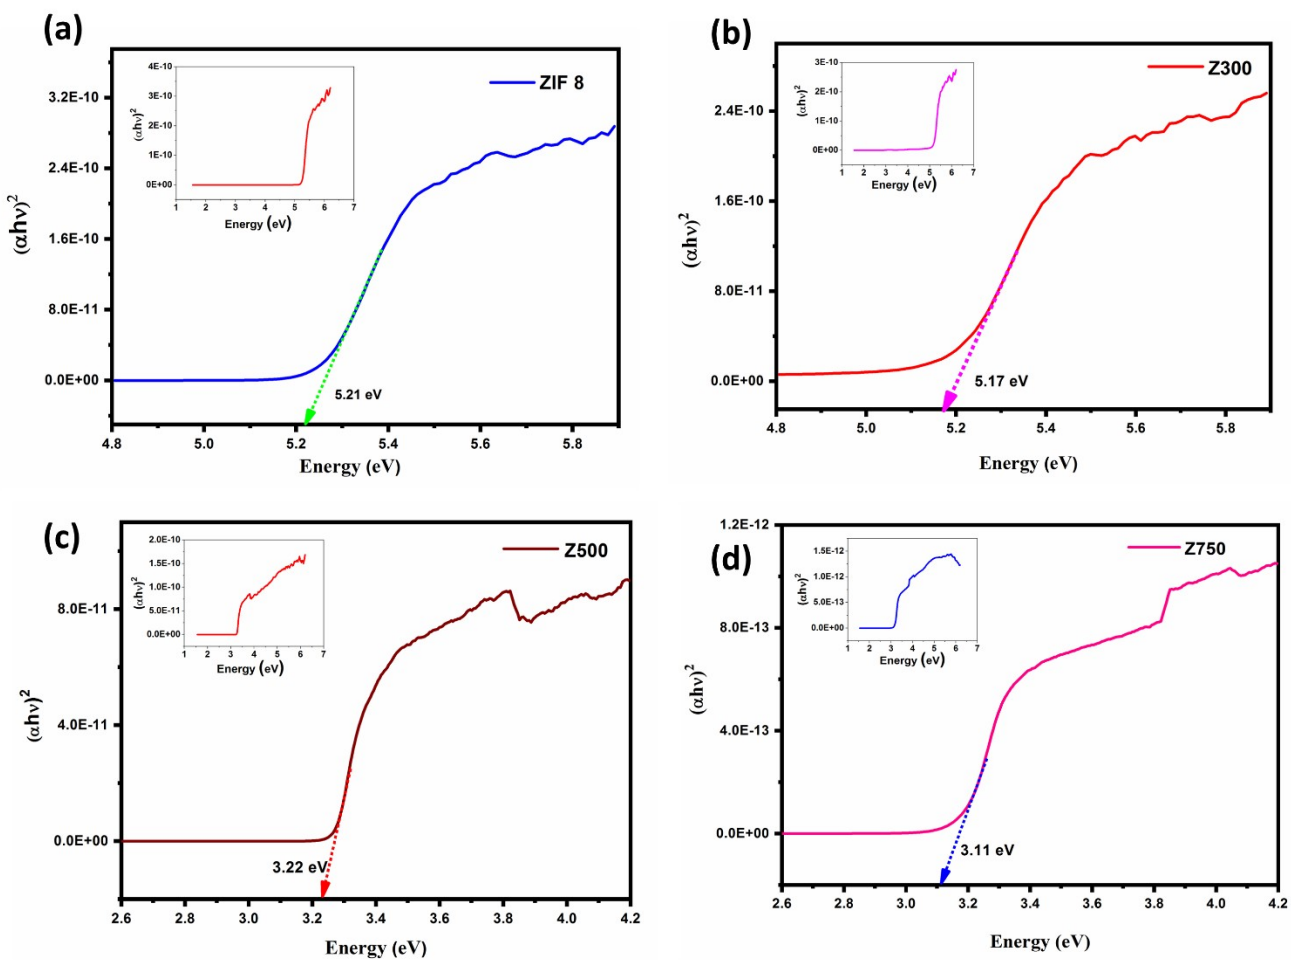 (a)
ZIF 8
4E-10
3E-10
2E-10
1E-10
0E+00
(αhν)²
1 2 3 4 5 6 7
Energy (eV)
3.2E-10
2.4E-10
1.6E-10
8.0E-11
0.0E+00
(αhν)²
5.21 eV
4.8 5.0 5.2 5.4 5.6 5.8
Energy (eV)
(b)
Z300
3E-10
2E-10
1E-10
0E+00
(αhν)²
1 2 3 4 5 6 7
Energy (eV)
2.4E-10
1.6E-10
8.0E-11
0.0E+00
(αhν)²
5.17 eV
4.8 5.0 5.2 5.4 5.6 5.8
Energy (eV)
(c)
Z500
2.0E-10
1.5E-10
1.0E-10
5.0E-11
0.0E+00
(αhν)²
1 2 3 4 5 6 7
Energy (eV)
8.0E-11
4.0E-11
0.0E+00
(αhν)²
3.22 eV
2.6 2.8 3.0 3.2 3.4 3.6 3.8 4.0 4.2
Energy (eV)
(d)
Z750
1.5E-12
1.0E-12
5.0E-13
0.0E+00
(αhν)²
1 2 3 4 5 6 7
Energy (eV)
1.2E-12
8.0E-13
4.0E-13
0.0E+00
(αhν)²
3.11 eV
2.6 2.8 3.0 3.2 3.4 3.6 3.8 4.0 4.2
Energy (eV)